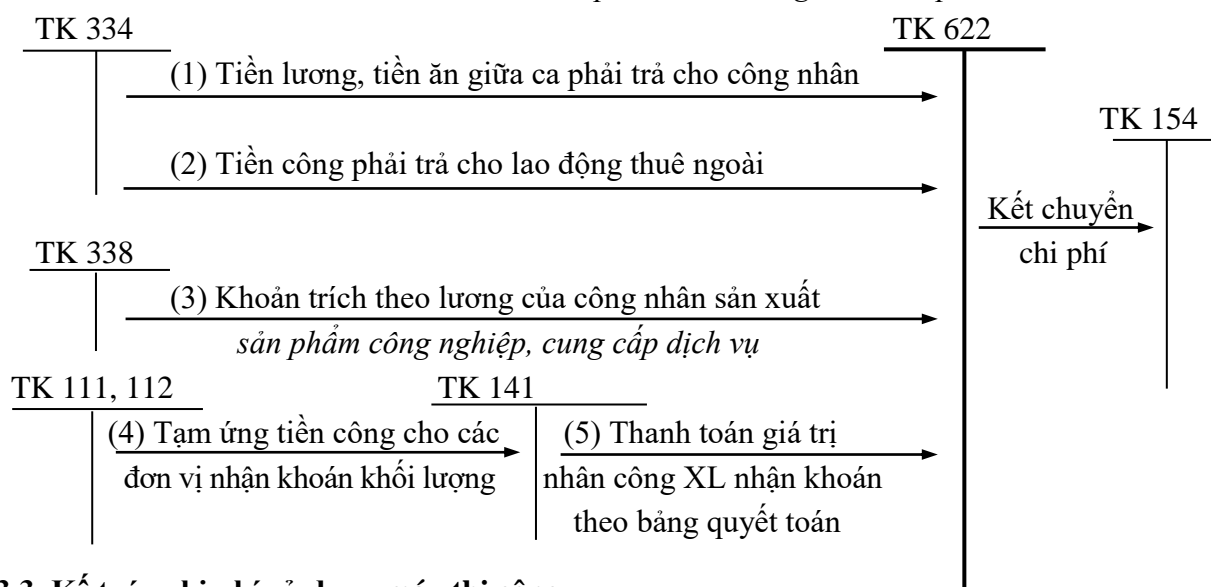 TK 334
TK 622
(1) Tiền lương, tiền ăn giữa ca phải trả cho công nhân
TK 154
(2) Tiền công phải trả cho lao động thuê ngoài
Kết chuyển
chi phí
TK 338
(3) Khoản trích theo lương của công nhân sản xuất
sản phẩm công nghiệp, cung cấp dịch vụ
TK 111, 112
TK 141
(4) Tạm ứng tiền công cho các
đơn vị nhận khoán khối lượng
(5) Thanh toán giá trị
nhân công XL nhận khoán
theo bảng quyết toán